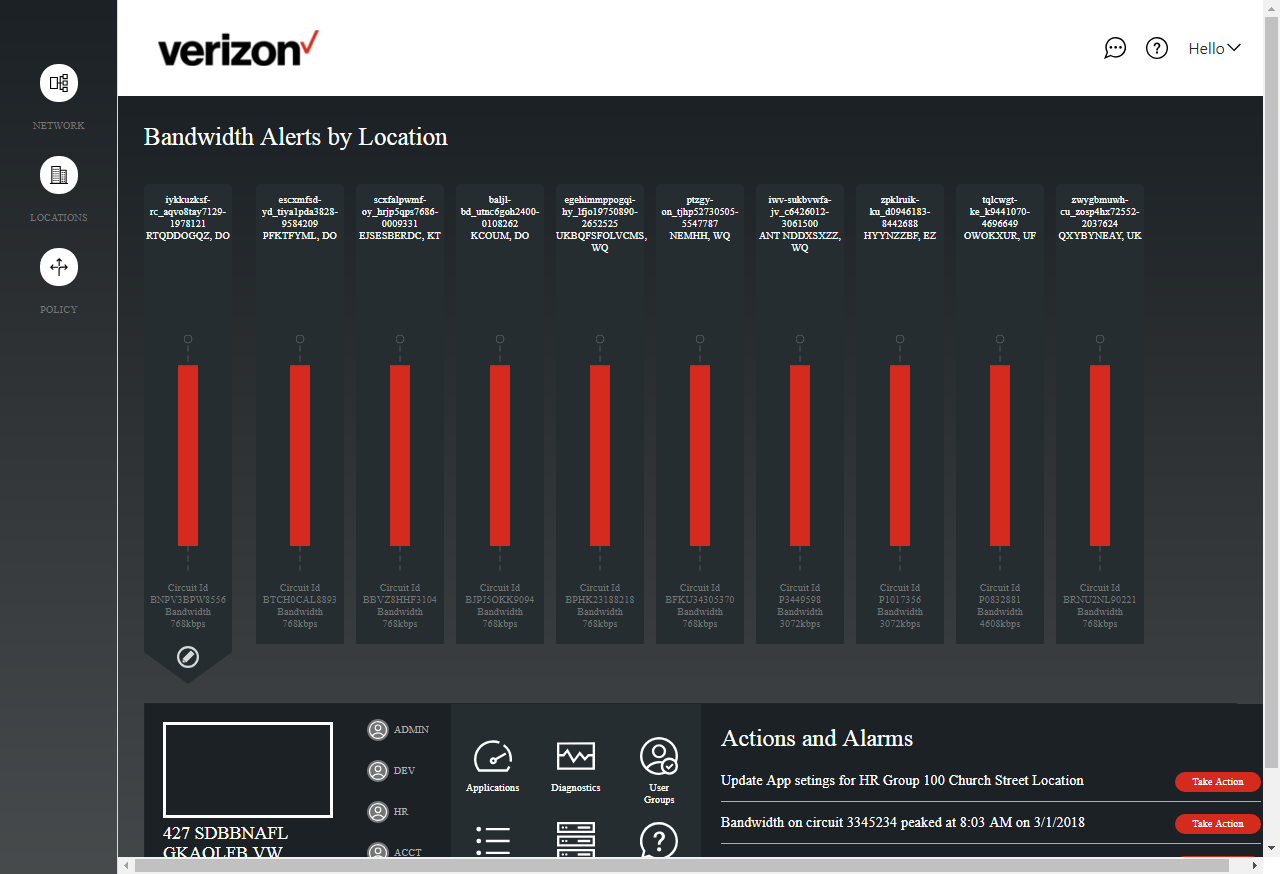 verizon
Hello
NETWORK
LOCATIONS
POLICY
Bandwidth Alerts by Location
iykkuzksf-
rc_aqvo8tay7129-
1978121
RTQDDOGQZ, DO
escxmfsd-
yd_tiya1pda3828-
9584209
PFKTFYML, DO
scxfalpwmf-
oy_hrjp5qps7686-
0009331
EJSESBERDC, KT
baljl-
bd_utnc6goh2400-
0108262
KCOUM, DO
egehimmppogqi-
hy_lfjo19750890-
2652525
UKBQFSFOLVCMS,
WQ
ptzgy-
on_tjhp52730505-
5547787
NEMHH, WQ
iwv-sukbvwfa-
jv_c6426012-
3061500
ANT NDDXSXZZ,
WQ
zpklruik-
ku_d0946183-
8442688
HYYNZZBF, EZ
tqlcwgt-
ke_k9441070-
4696649
OWOKXUR, UF
zwygbmuwh-
cu_zosp4hx72552-
2037624
QXYBYNEAY, UK
Circuit Id
BNPV3BPW8556
Bandwidth
768kbps
Circuit Id
BTCH0CAL8893
Bandwidth
768kbps
Circuit Id
BBVZ8HHF3104
Bandwidth
768kbps
Circuit Id
BJPJ5OKK9094
Bandwidth
768kbps
Circuit Id
BPHK23188218
Bandwidth
768kbps
Circuit Id
BFKU34305370
Bandwidth
768kbps
Circuit Id
P3449598
Bandwidth
3072kbps
Circuit Id
P1017356
Bandwidth
3072kbps
Circuit Id
P0832881
Bandwidth
4608kbps
Circuit Id
BRNU2NL90221
Bandwidth
768kbps
427 SDBBNAFL
GKAOLFB VW
ADMIN
DEV
HR
ACCT
Applications
Diagnostics
User
Groups
Actions and Alarms
Update App setings for HR Group 100 Church Street Location
Take Action
Bandwidth on circuit 3345234 peaked at 8:03 AM on 3/1/2018
Take Action